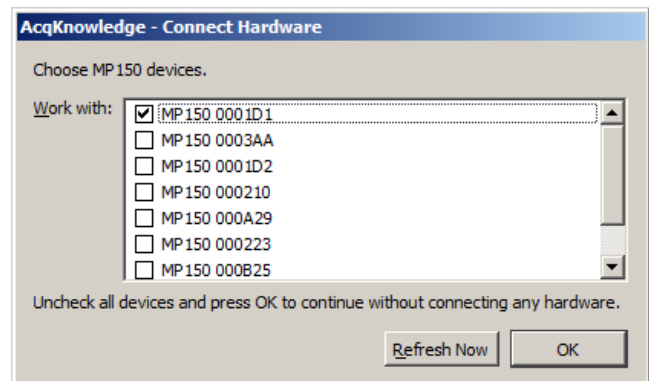 AcqKnowledge - Connect Hardware
Choose MP150 devices.
Work with:
MP150 0001D1
MP150 0003AA
MP150 0001D2
MP150 000210
MP150 000A29
MP150 000223
MP150 000B25
Uncheck all devices and press OK to continue without connecting any hardware.
Refresh Now
OK